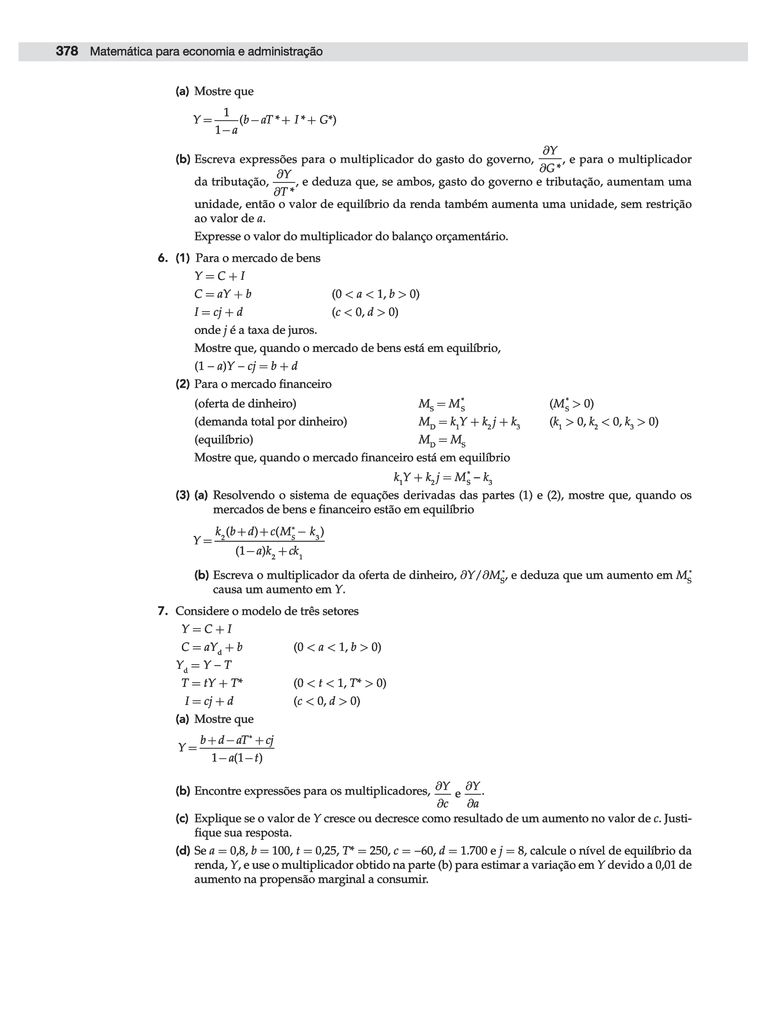 378 Matemática para economia e administração
(a) Mostre que
Y = \frac{1}{1 − a}(b − aT* + I* + G*)
(b) Escreva expressões para o multiplicador do gasto do governo, \frac{∂Y}{∂G*}, e para o multiplicador
da tributação, \frac{∂Y}{∂T*}, e deduza que, se ambos, gasto do governo e tributação, aumentam uma
unidade, então o valor de equilíbrio da renda também aumenta uma unidade, sem restrição
ao valor de a.
Expresse o valor do multiplicador do balanço orçamentário.
6. (1) Para o mercado de bens
Y = C + I
C = aY + b (0 < a < 1, b > 0)
I = cj + d (c < 0, d > 0)
onde j é a taxa de juros.
Mostre que, quando o mercado de bens está em equilíbrio,
(1 – a)Y – cj = b + d
(2) Para o mercado financeiro
(oferta de dinheiro) M_S = M_S^* (M_S^* > 0)
(demanda total por dinheiro) M_D = k_1Y + k_2 j + k_3 (k_1 > 0, k_2 < 0, k_3 > 0)
(equilíbrio) M_D = M_S
Mostre que, quando o mercado financeiro está em equilíbrio
k_1Y + k_2 j = M_S^* – k_3
(3) (a) Resolvendo o sistema de equações derivadas das partes (1) e (2), mostre que, quando os
mercados de bens e financeiro estão em equilíbrio
Y = \frac{k_2(b + d) + c(M_S^* − k_3)}{(1 − a)k_2 + ck_1}
(b) Escreva o multiplicador da oferta de dinheiro, ∂Y/∂M_S^*, e deduza que um aumento em M_S^*
causa um aumento em Y.
7. Considere o modelo de três setores
Y = C + I
C = aY_d + b (0 < a < 1, b > 0)
Y_d = Y – T
T = tY + T* (0 < t < 1, T* > 0)
I = cj + d (c < 0, d > 0)
(a) Mostre que
Y = \frac{b + d − aT* + cj}{1 − a(1 − t)}
(b) Encontre expressões para os multiplicadores, \frac{∂Y}{∂c} e \frac{∂Y}{∂a}.
(c) Explique se o valor de Y cresce ou decresce como resultado de um aumento no valor de c. Justi-
fique sua resposta.
(d) Se a = 0,8, b = 100, t = 0,25, T* = 250, c = –60, d = 1.700 e j = 8, calcule o nível de equilíbrio da
renda, Y, e use o multiplicador obtido na parte (b) para estimar a variação em Y devido a 0,01 de
aumento na propensão marginal a consumir.